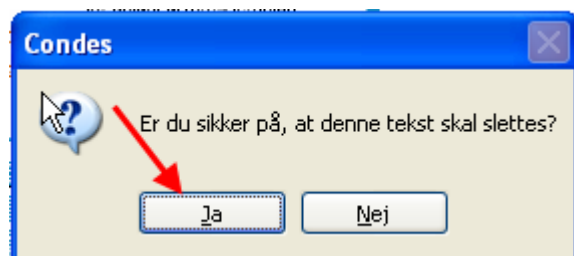 Condes
Er du sikker på, at denne tekst skal slettes?
Ja
Nej